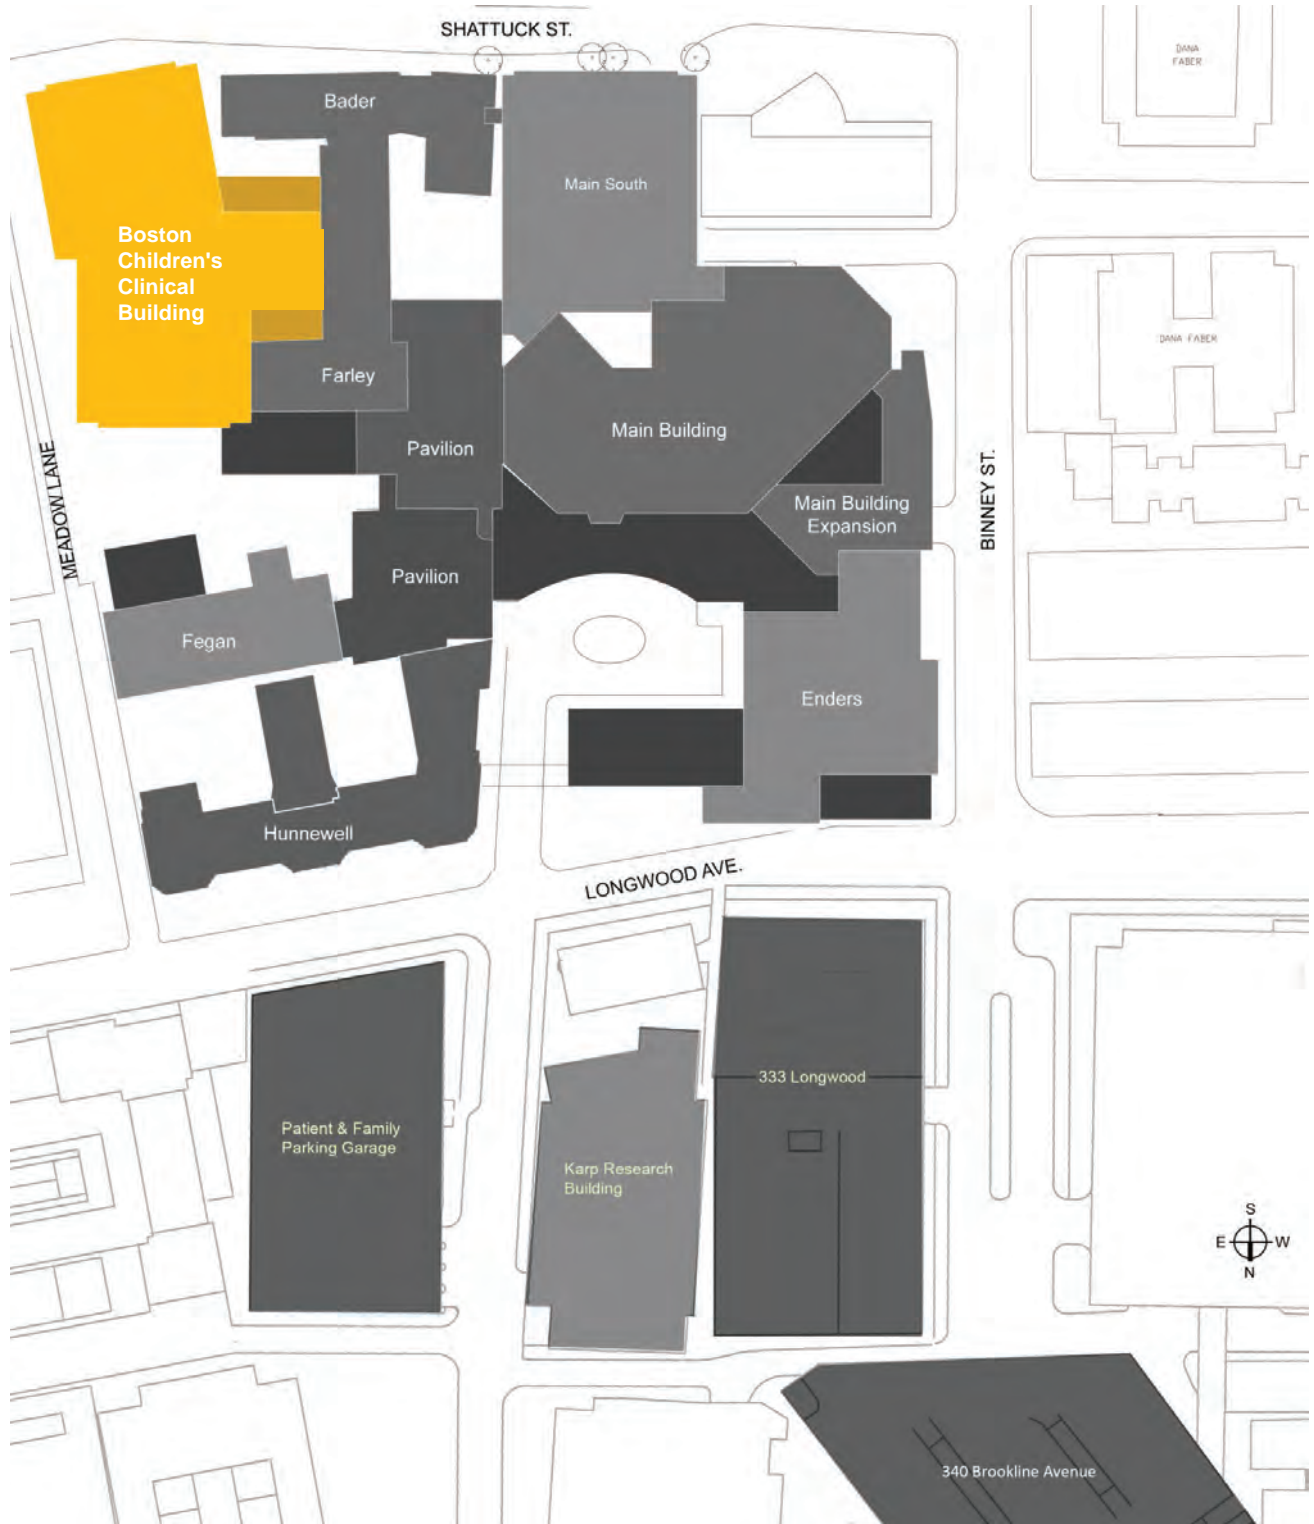 SHATTUCK ST.
DANA
FABER
Bader
Main South
Boston
Children's
Clinical
Building
DANA FABER
Farley
Main Building
Pavilion
MEADOW LANE
BINNEY ST.
Main Building
Expansion
Pavilion
Fegan
Enders
Hunnewell
LONGWOOD AVE.
333 Longwood
Patient & Family
Parking Garage
Karp Research
Building
S
E W
N
340 Brookline Avenue